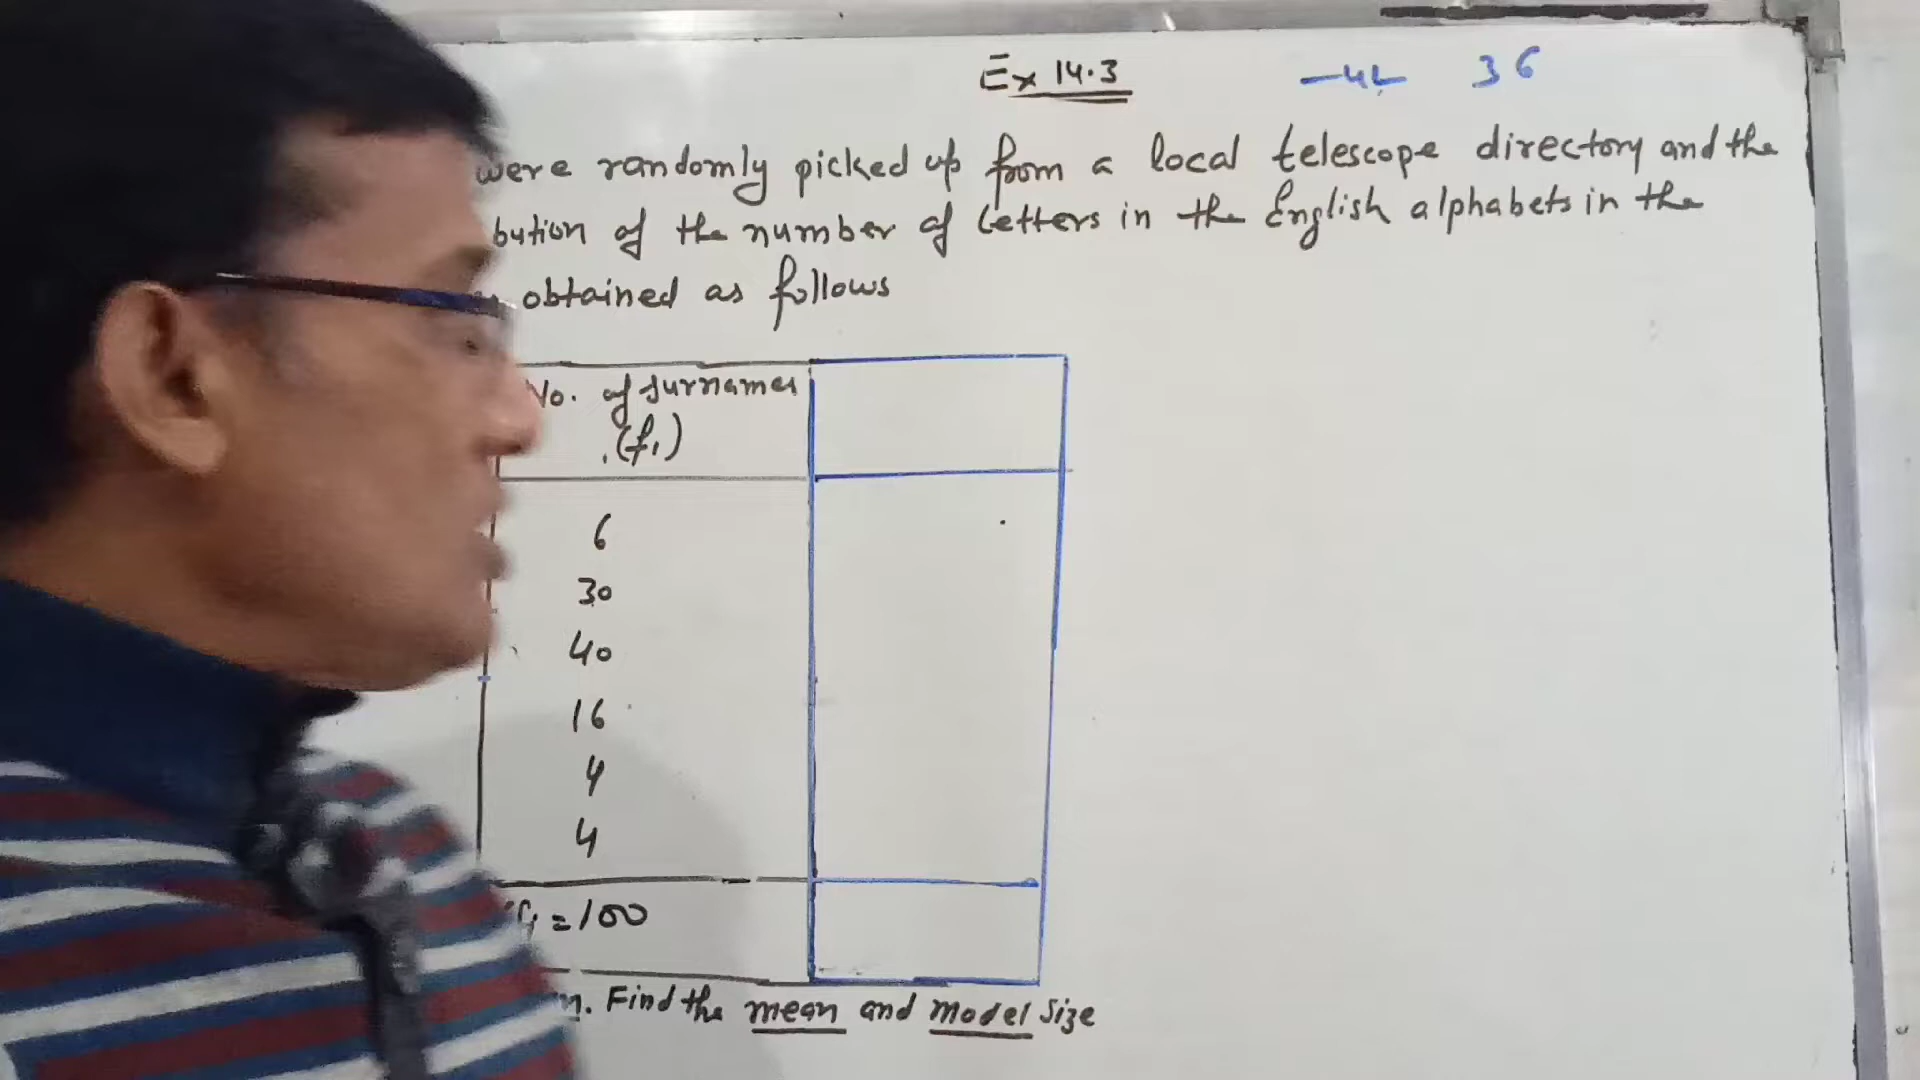 Ex 14.3
36
were randomly picked up from a local telescope directory and the
bution of the number of letters in the English alphabets in the
obtained as follows
No. of surnames
(f₁)
6
30
40
16
4
4
= 100
n. Find the mean and model size